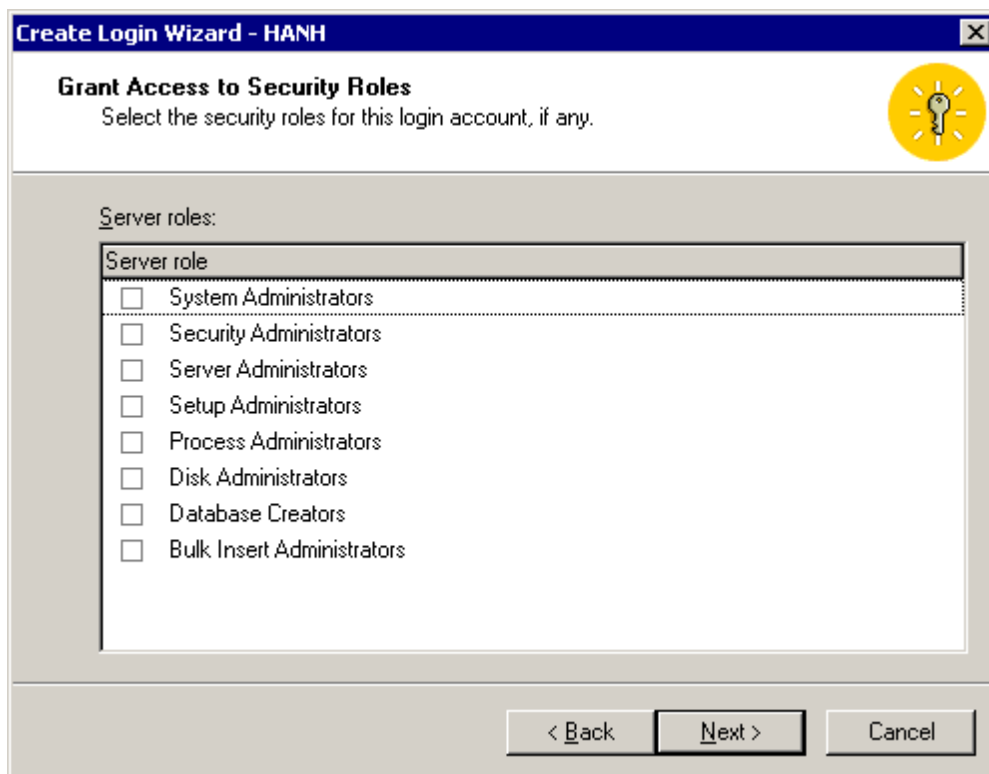 Create Login Wizard - HANH
Grant Access to Security Roles
Select the security roles for this login account, if any.
Server roles:
Server role
System Administrators
Security Administrators
Server Administrators
Setup Administrators
Process Administrators
Disk Administrators
Database Creators
Bulk Insert Administrators
< Back Next > Cancel